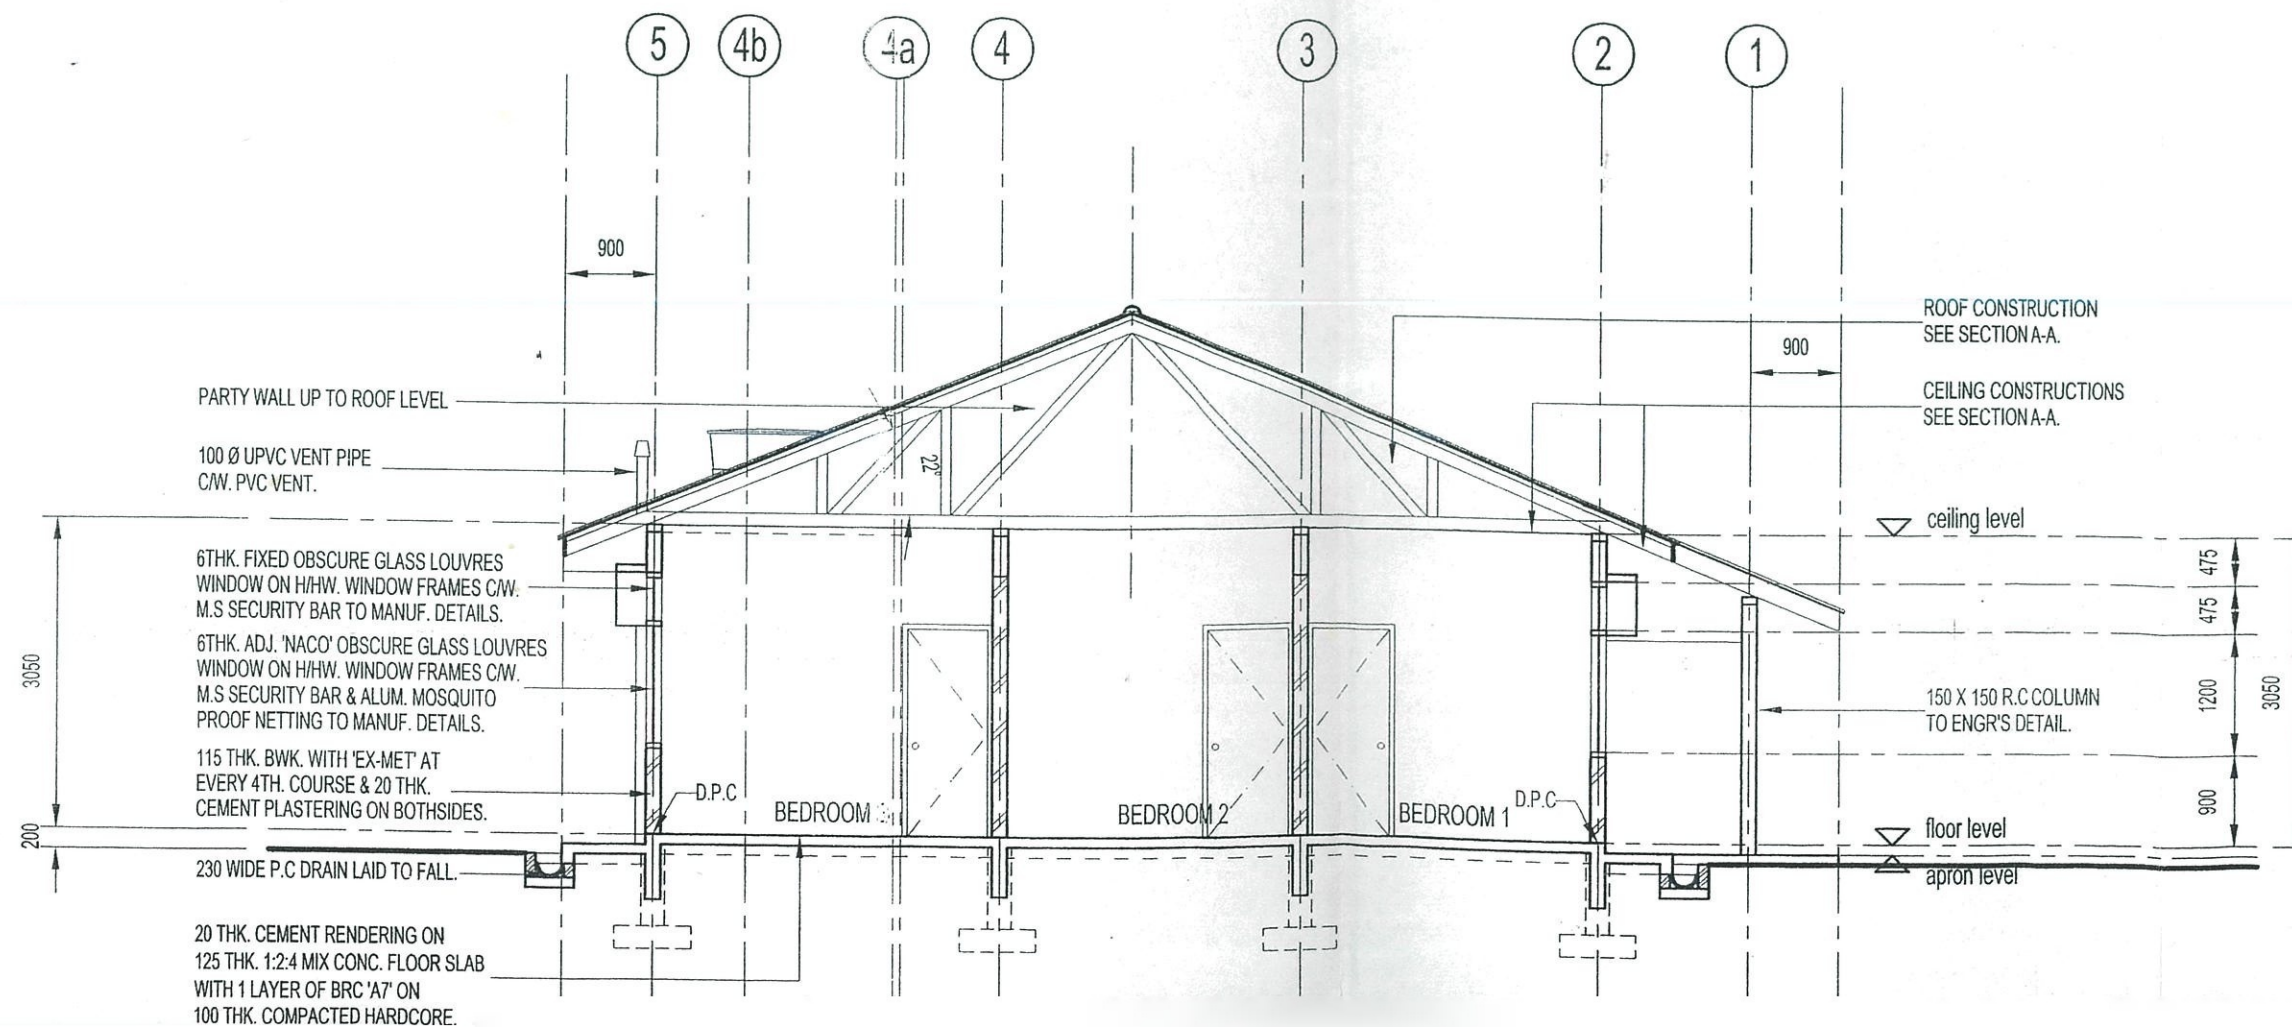 5
4b
4a
4
3
2
1
900
ROOF CONSTRUCTION
SEE SECTION A-A.
900
PARTY WALL UP TO ROOF LEVEL
CEILING CONSTRUCTIONS
SEE SECTION A-A.
100 Ø UPVC VENT PIPE
C/W. PVC VENT.
22°
ceiling level
6THK. FIXED OBSCURE GLASS LOUVRES
WINDOW ON H/HW. WINDOW FRAMES C/W.
M.S SECURITY BAR TO MANUF. DETAILS.
475
475
6THK. ADJ. 'NACO' OBSCURE GLASS LOUVRES
WINDOW ON H/HW. WINDOW FRAMES C/W.
M.S SECURITY BAR & ALUM. MOSQUITO
PROOF NETTING TO MANUF. DETAILS.
3050
150 X 150 R.C COLUMN
TO ENGR'S DETAIL.
1200
3050
115 THK. BWK. WITH 'EX-MET' AT
EVERY 4TH. COURSE & 20 THK.
CEMENT PLASTERING ON BOTHSIDES.
D.P.C
BEDROOM
BEDROOM 2
BEDROOM 1
D.P.C
900
floor level
200
230 WIDE P.C DRAIN LAID TO FALL.
apron level
20 THK. CEMENT RENDERING ON
125 THK. 1:2:4 MIX CONC. FLOOR SLAB
WITH 1 LAYER OF BRC 'A7' ON
100 THK. COMPACTED HARDCORE.